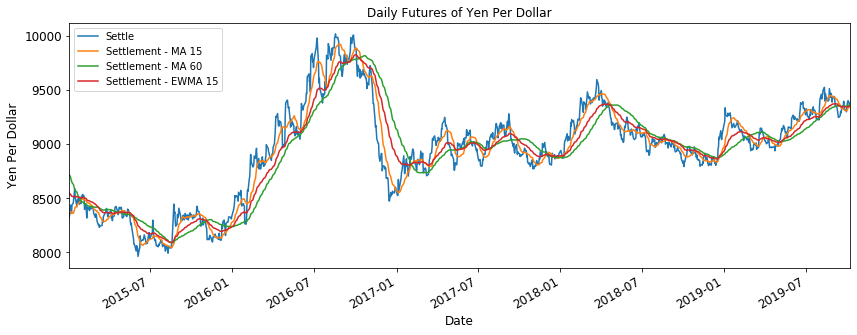 Daily Futures of Yen Per Dollar
Settle
Settlement - MA 15
Settlement - MA 60
Settlement - EWMA 15
Yen Per Dollar
10000
9500
9000
8500
8000
2015-07
2016-01
2016-07
2017-01
2017-07
2018-01
2018-07
2019-01
2019-07
Date